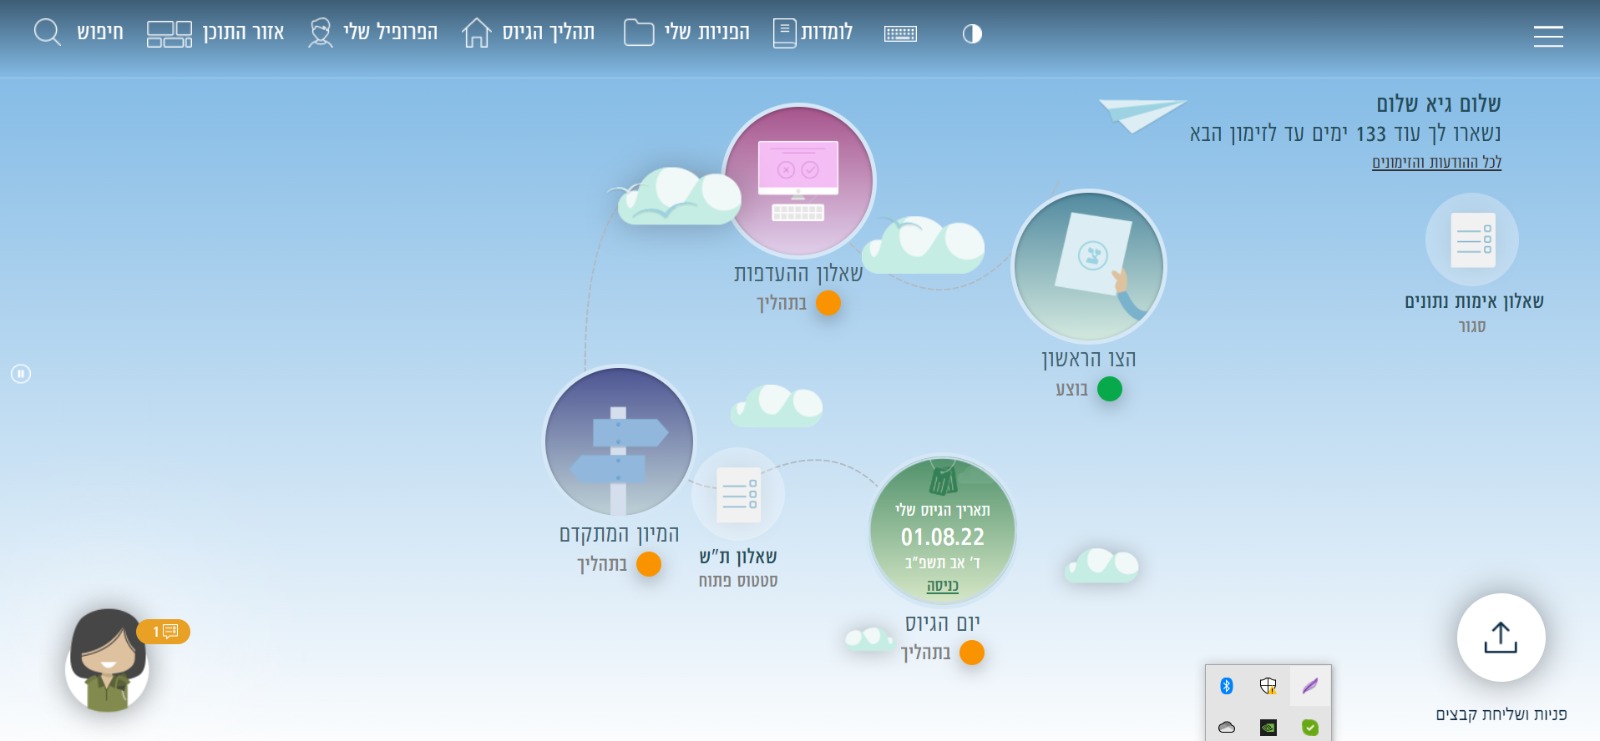 לומדות
הפניות שלי
תהליך הגיוס
הפרופיל שלי
אזור התוכן
חיפוש
שלום גיא שלום
נשארו לך עוד 133 ימים עד לזימון הבא
לכל ההודעות והזימונים
שאלון אימות נתונים
סגור
הצו הראשון
בוצע
שאלון ההעדפות
בתהליך
המיון המתקדם
בתהליך
שאלון ת"ש
סטטוס פתוח
תאריך הגיוס שלי
01.08.22
ד' אב תשפ"ב
כניסה
יום הגיוס
בתהליך
1
פניות ושליחת קבצים